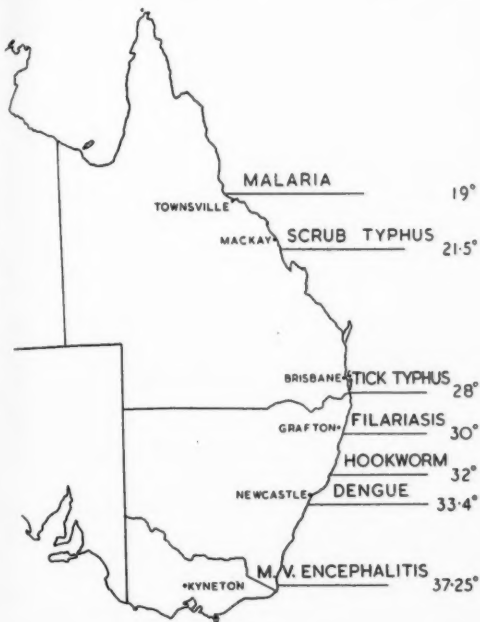 MALARIA
19°
TOWNSVILLE
MACKAY
SCRUB TYPHUS
21·5°
BRISBANE
TICK TYPHUS
28°
GRAFTON
FILARIASIS
30°
HOOKWORM
32°
NEWCASTLE
DENGUE
33·4°
M. V. ENCEPHALITIS
KYNETON
37·25°